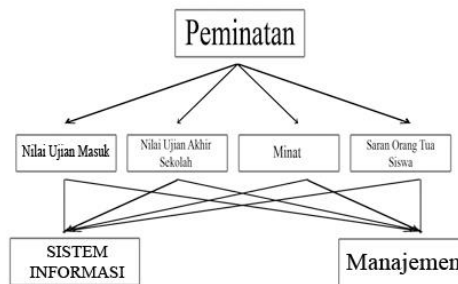 Peminatan
Nilai Ujian Masuk
Nilai Ujian Akhir
Sekolah
Minat
Saran Orang Tua
Siswa
SISTEM
INFORMASI
Manajemen